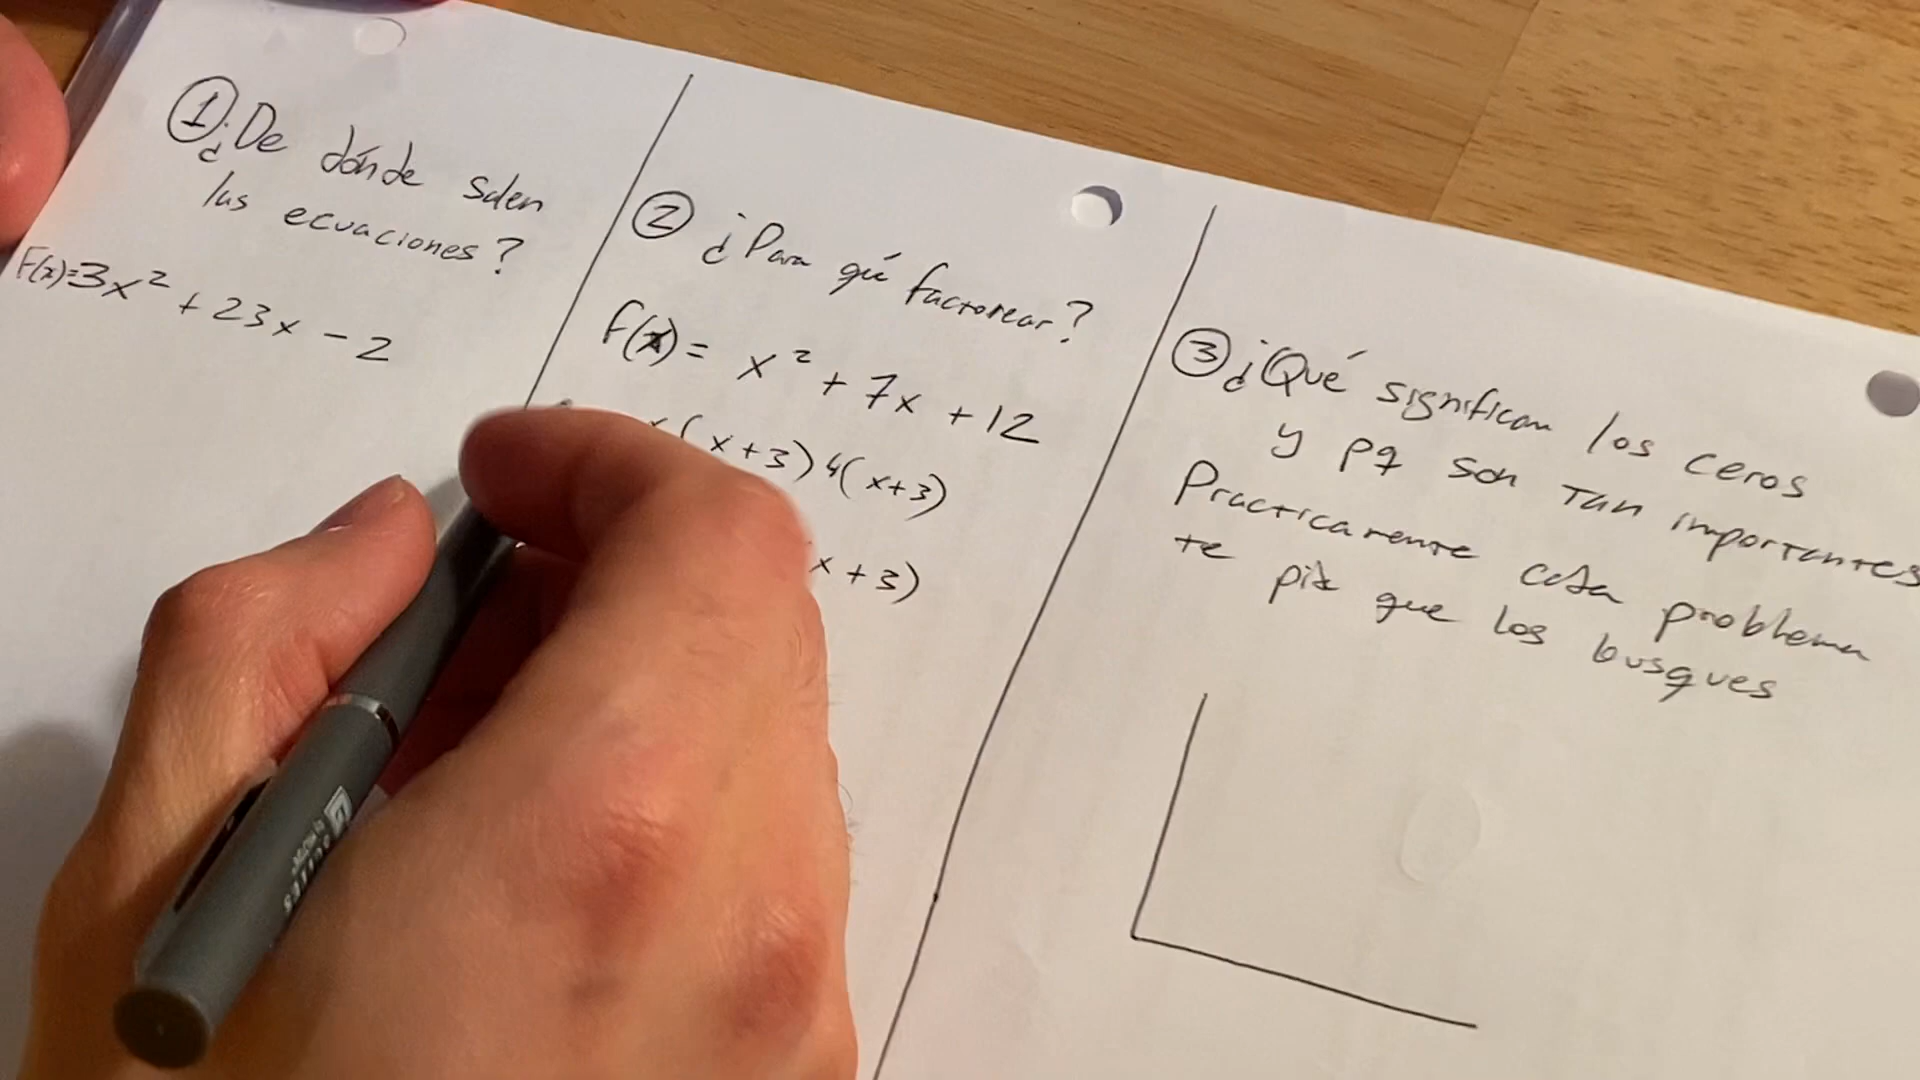 ① ¿De dónde salen
las ecuaciones?
F(x)=3x² + 23x - 2
② ¿Para qué factorear?
F(x) = x² + 7x + 12
x(x+3)4(x+3)
x+3)
③ ¿Qué significan los ceros
y pq son tan importantes
Practicamente cada problema
te pide que los busques